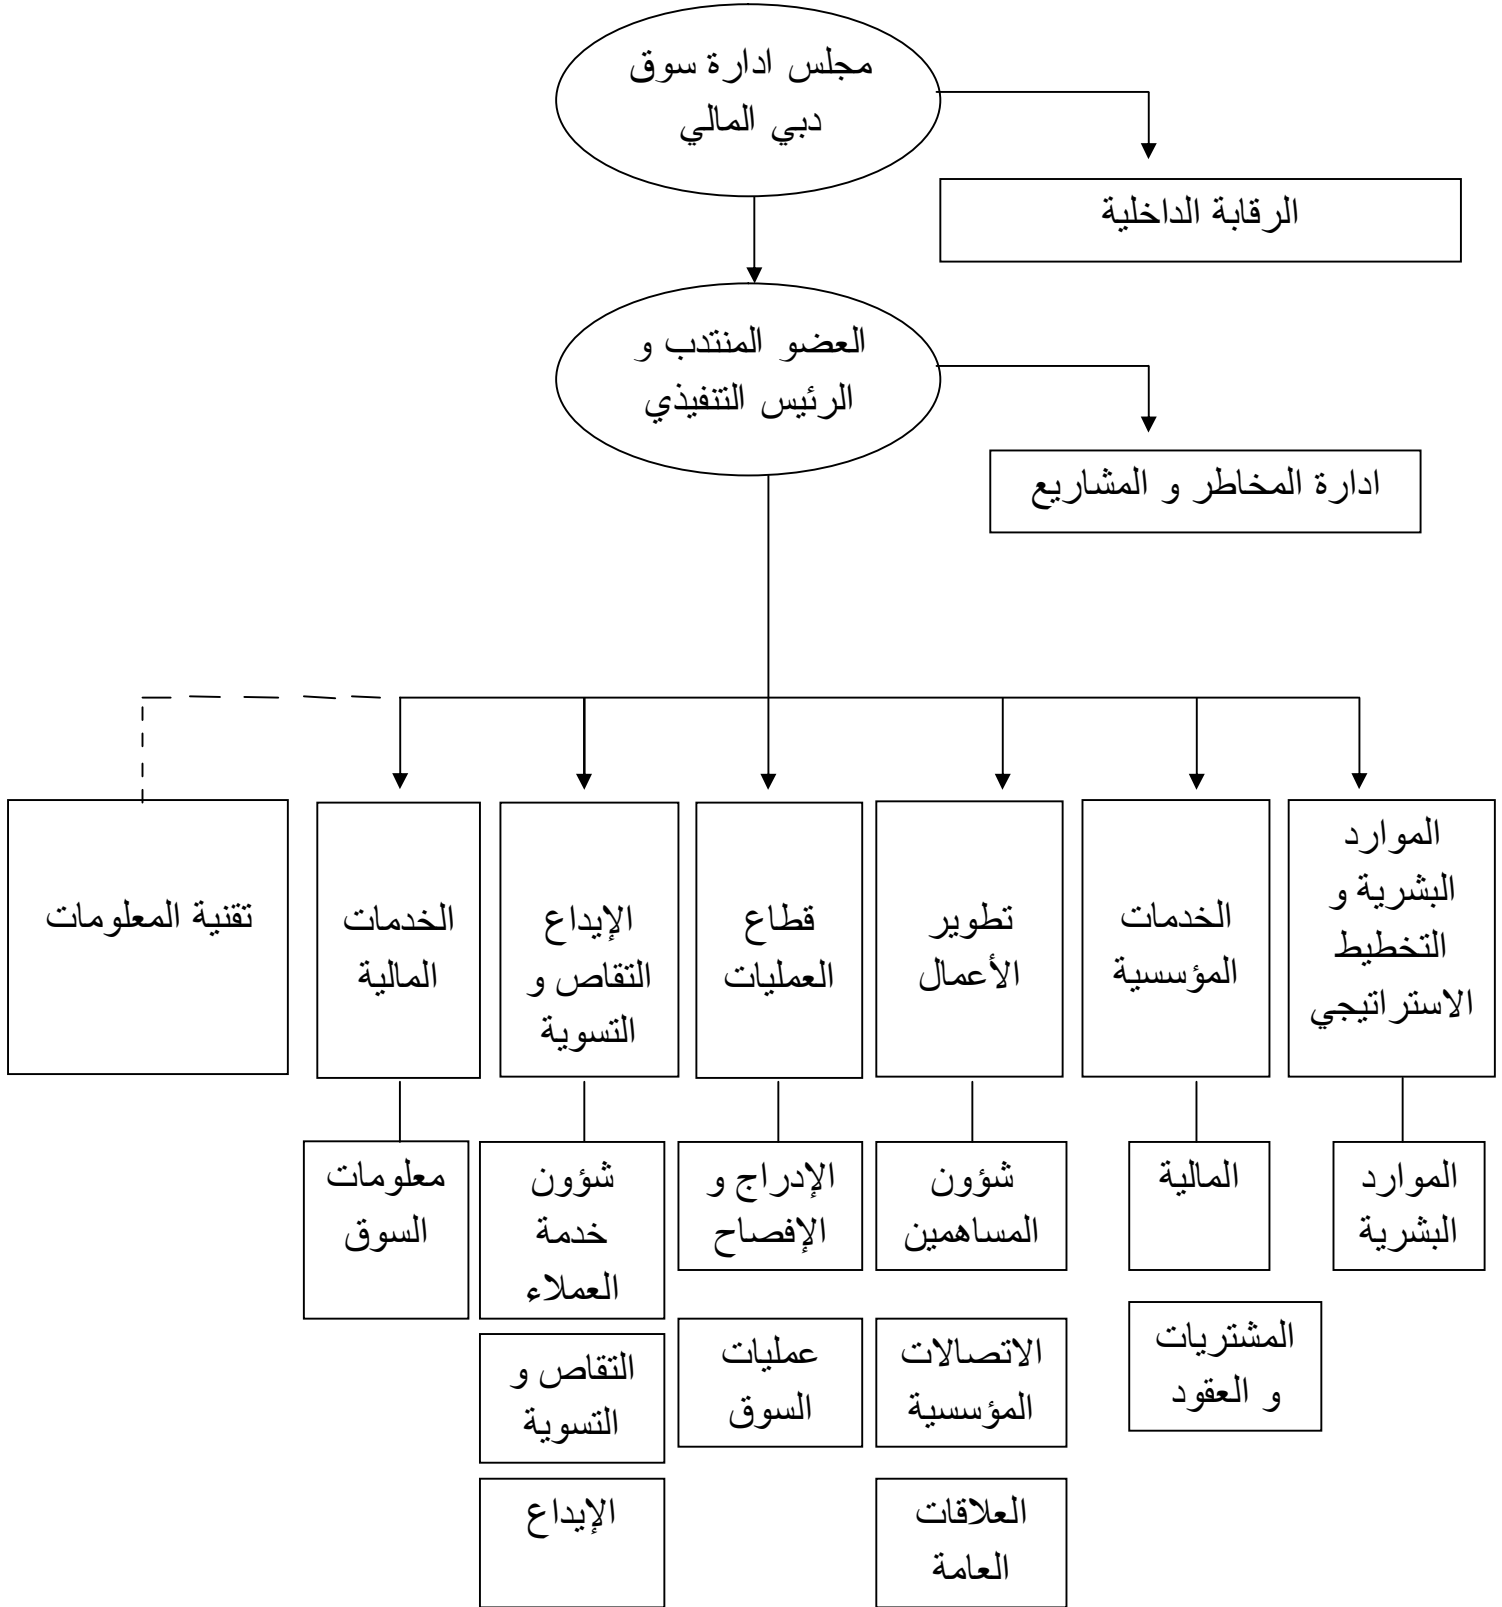 مجلس ادارة سوق
دبي المالي
الرقابة الداخلية
العضو المنتدب و
الرئيس التنفيذي
ادارة المخاطر و المشاريع
الموارد
البشرية و
التخطيط
الاستراتيجي
الخدمات
المؤسسية
تطوير
الأعمال
قطاع
العمليات
الإيداع
التقاص و
التسوية
الخدمات
المالية
تقنية المعلومات
الموارد
البشرية
المالية
المشتريات
و العقود
شؤون
المساهمين
الاتصالات
المؤسسية
العلاقات
العامة
الإدراج و
الإفصاح
عمليات
السوق
شؤون
خدمة
العملاء
التقاص و
التسوية
الإيداع
معلومات
السوق